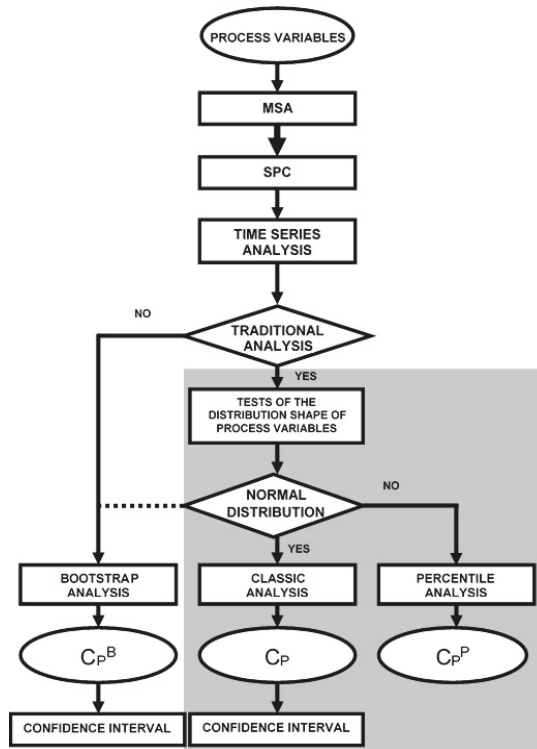 PROCESS VARIABLES
MSA
SPC
TIME SERIES
ANALYSIS
NO
TRADITIONAL
ANALYSIS
YES
TESTS OF THE
DISTRIBUTION SHAPE OF
PROCESS VARIABLES
NORMAL
DISTRIBUTION
NO
YES
BOOTSTRAP
ANALYSIS
CLASSIC
ANALYSIS
PERCENTILE
ANALYSIS
CPB
CP
CPP
CONFIDENCE INTERVAL
CONFIDENCE INTERVAL